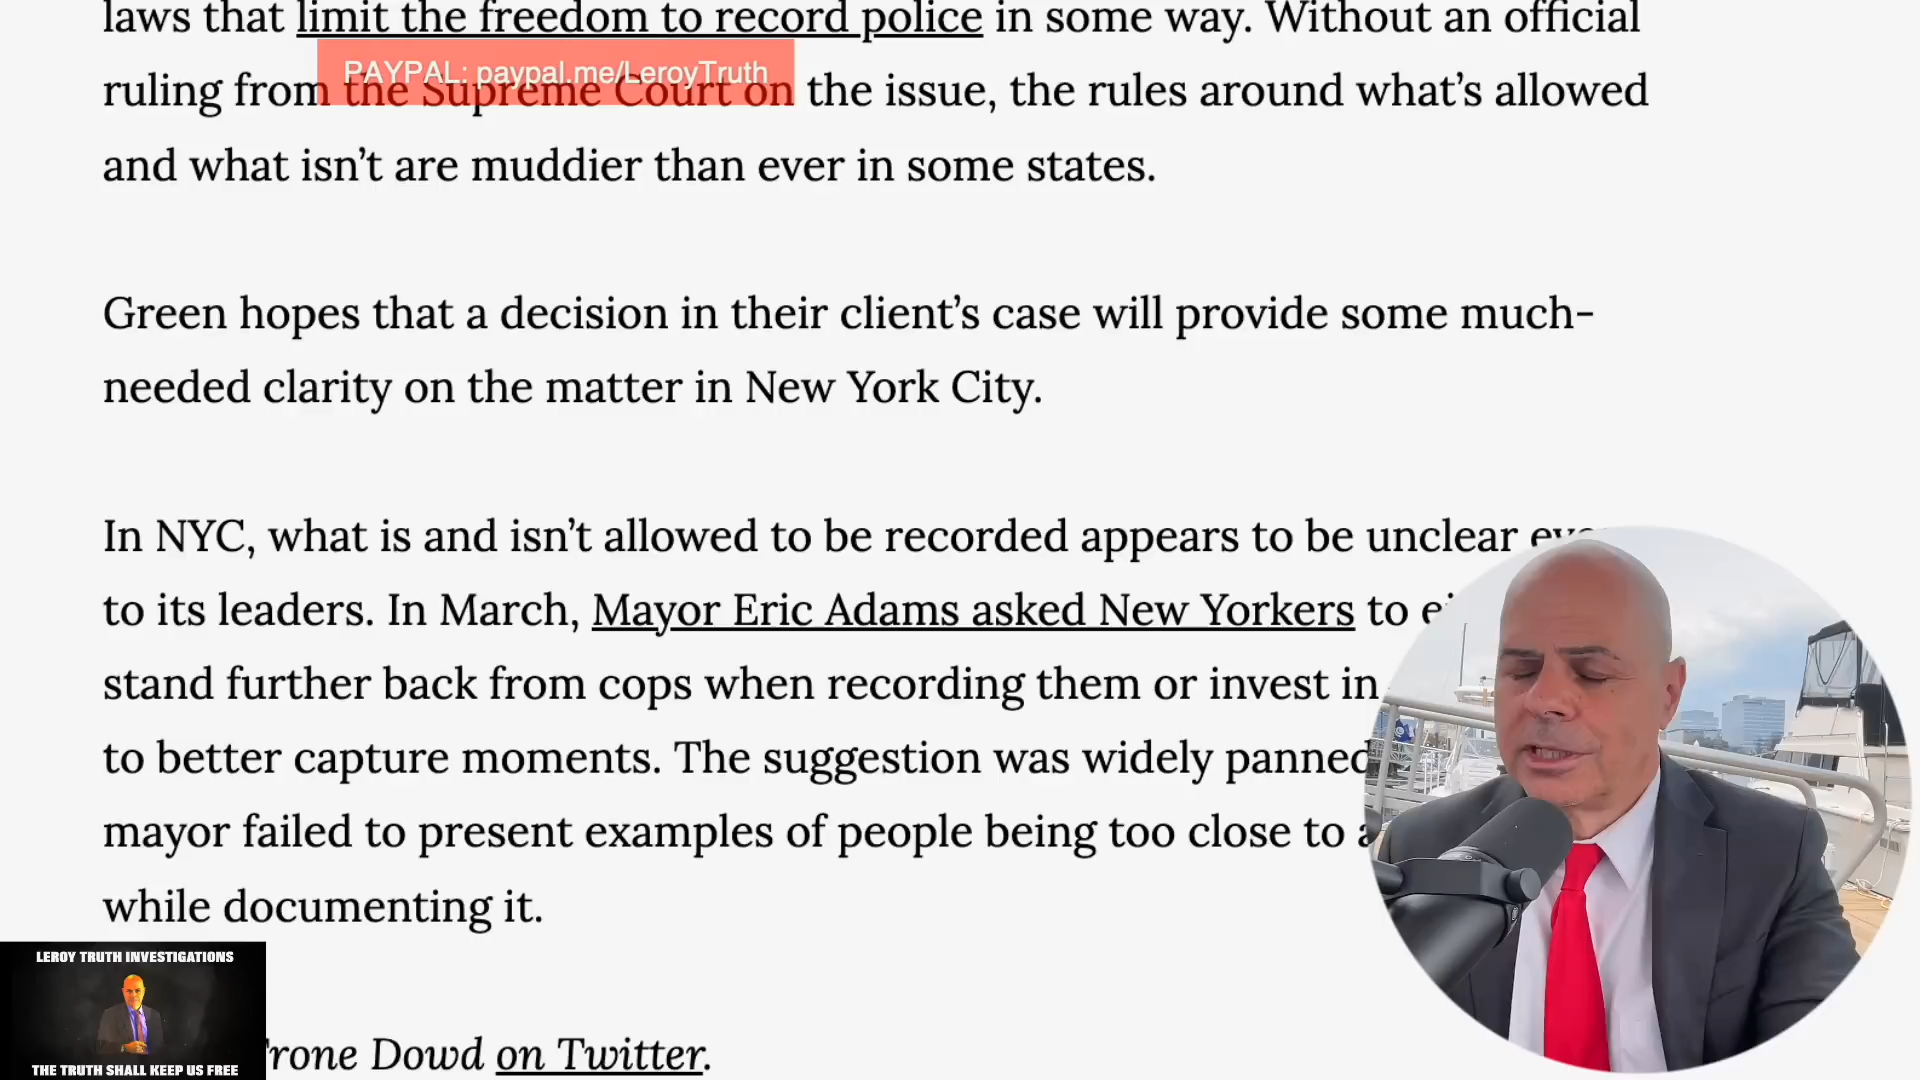 laws that limit the freedom to record police in some way. Without an official
PAYPAL: paypal.me/LeroyTruth
ruling from the Supreme Court on the issue, the rules around what’s allowed
and what isn’t are muddier than ever in some states.
Green hopes that a decision in their client’s case will provide some much-
needed clarity on the matter in New York City.
In NYC, what is and isn’t allowed to be recorded appears to be unclear
to its leaders. In March, Mayor Eric Adams asked New Yorkers to
stand further back from cops when recording them or invest in
to better capture moments. The suggestion was widely panned
mayor failed to present examples of people being too close to
while documenting it.
LEROY TRUTH INVESTIGATIONS
THE TRUTH SHALL KEEP US FREE
Dowd on Twitter.